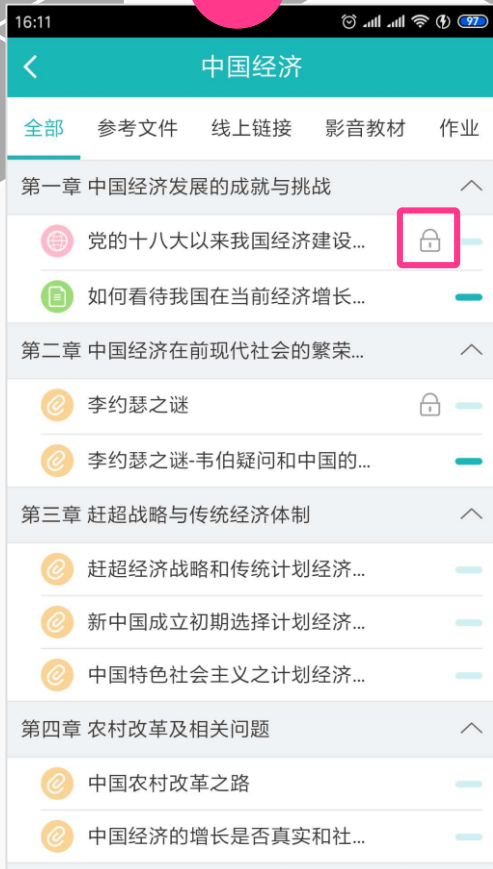 16:11
97
中国经济
全部 参考文件 线上链接 影音教材 作业
第一章 中国经济发展的成就与挑战
党的十八大以来我国经济建设...
如何看待我国在当前经济增长...
第二章 中国经济在前现代社会的繁荣...
李约瑟之谜
李约瑟之谜-韦伯疑问和中国的...
第三章 赶超战略与传统经济体制
赶超经济战略和传统计划经济...
新中国成立初期选择计划经济...
中国特色社会主义之计划经济...
第四章 农村改革及相关问题
中国农村改革之路
中国经济的增长是否真实和社...